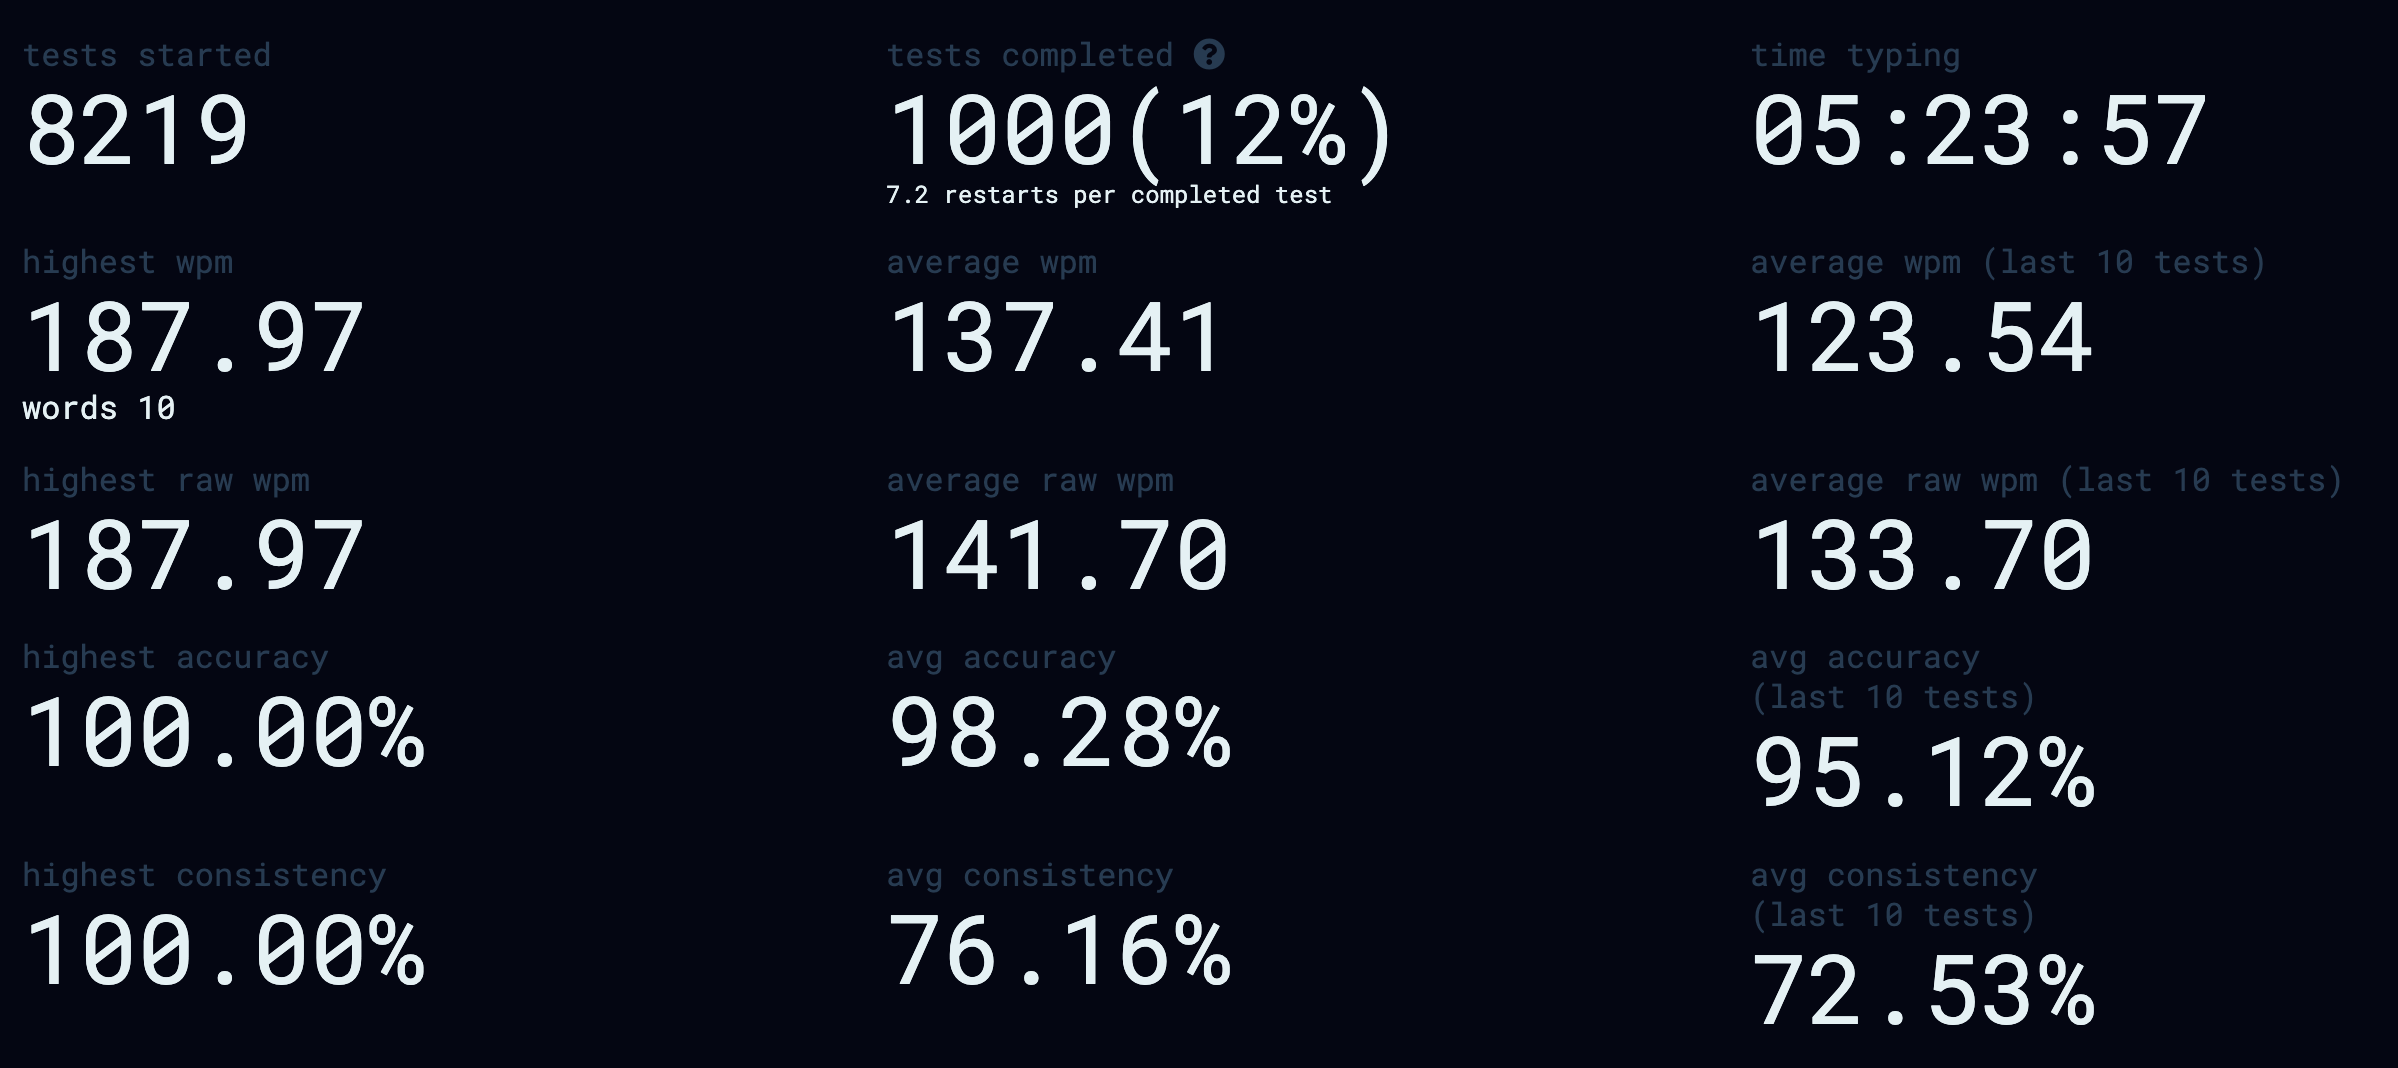 tests started
8219
tests completed
1000(12%)
7.2 restarts per completed test
time typing
05:23:57
highest wpm
187.97
words 10
average wpm
137.41
average wpm (last 10 tests)
123.54
highest raw wpm
187.97
average raw wpm
141.70
average raw wpm (last 10 tests)
133.70
highest accuracy
100.00%
avg accuracy
98.28%
avg accuracy
(last 10 tests)
95.12%
highest consistency
100.00%
avg consistency
76.16%
avg consistency
(last 10 tests)
72.53%